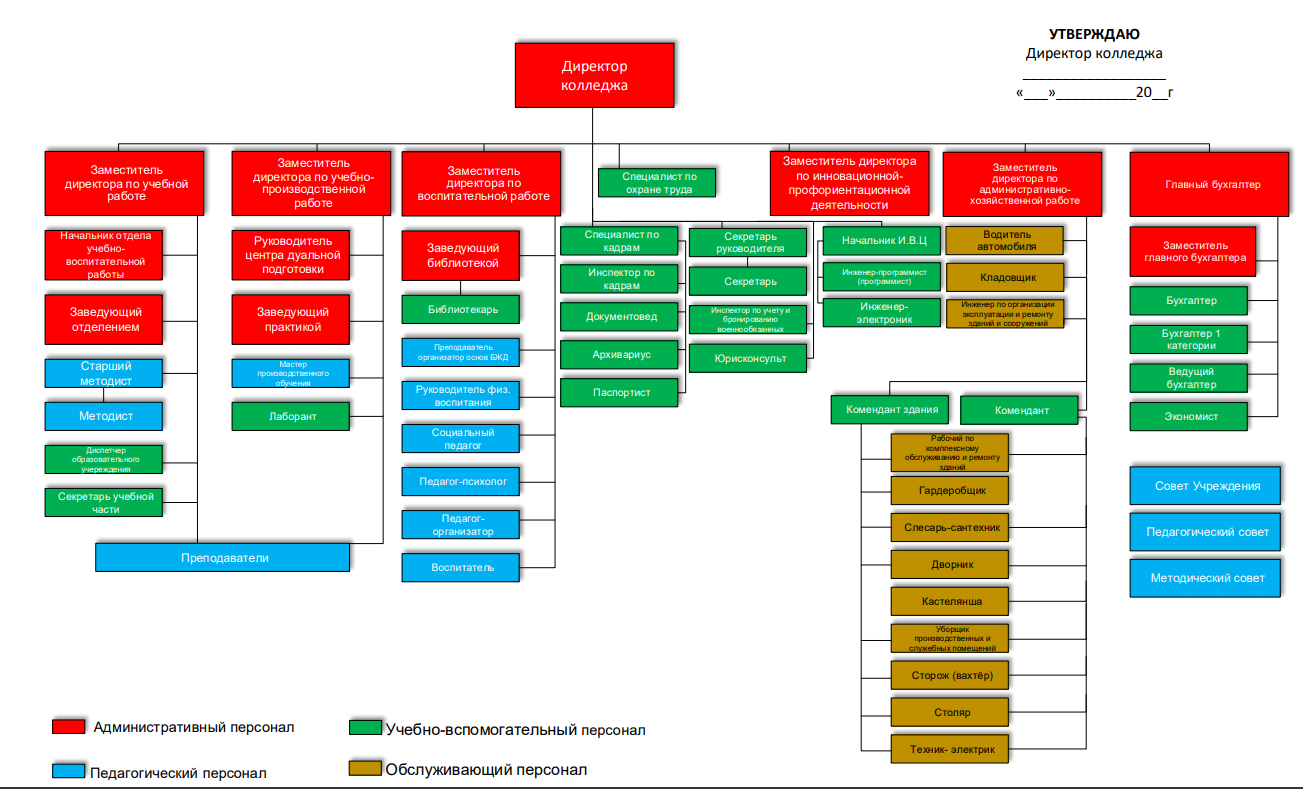 УТВЕРЖДАЮ
Директор колледжа
__________________
«___»__________20__г
Директор
колледжа
Заместитель
директора по учебной
работе
Заместитель
директора по учебно-
производственной
работе
Заместитель
директора по
воспитательной работе
Специалист по
охране труда
Заместитель директора
по инновационной-
профориентационной
деятельности
Заместитель
директора по
административно-
хозяйственной работе
Главный бухгалтер
Начальник отдела
учебно-
воспитательной
работы
Заведующий
отделением
Старший
методист
Методист
Диспетчер
образовательного
учереждения
Секретарь учебной
части
Руководитель
центра дуальной
подготовки
Заведующий
практикой
Мастер
производственного
обучения
Лаборант
Преподаватели
Заведующий
библиотекой
Библиотекарь
Преподаватель
организатор основ БЖД
Руководитель физ.
воспитания
Социальный
педагог
Педагог-психолог
Педагог-
организатор
Воспитатель
Специалист по
кадрам
Инспектор по
кадрам
Документовед
Архивариус
Паспортист
Секретарь
руководителя
Секретарь
Инспектор по учету и
бронированию
военнообязанных
Юрисконсульт
Начальник И.В.Ц
Инженер-программист
(программист)
Инженер-
электроник
Водитель
автомобиля
Кладовщик
Инженер по организации
эксплуатации и ремонту
зданий и сооружений
Комендант здания
Комендант
Рабочий по
комплексному
обслуживанию и ремонту
зданий
Гардеробщик
Слесарь-сантехник
Дворник
Кастелянша
Уборщик
производственных и
служебных помещений
Сторож (вахтёр)
Столяр
Техник- электрик
Заместитель
главного бухгалтера
Бухгалтер
Бухгалтер 1
категории
Ведущий
бухгалтер
Экономист
Совет Учреждения
Педагогический совет
Методический совет
Административный персонал
Учебно-вспомогательный персонал
Педагогический персонал
Обслуживающий персонал